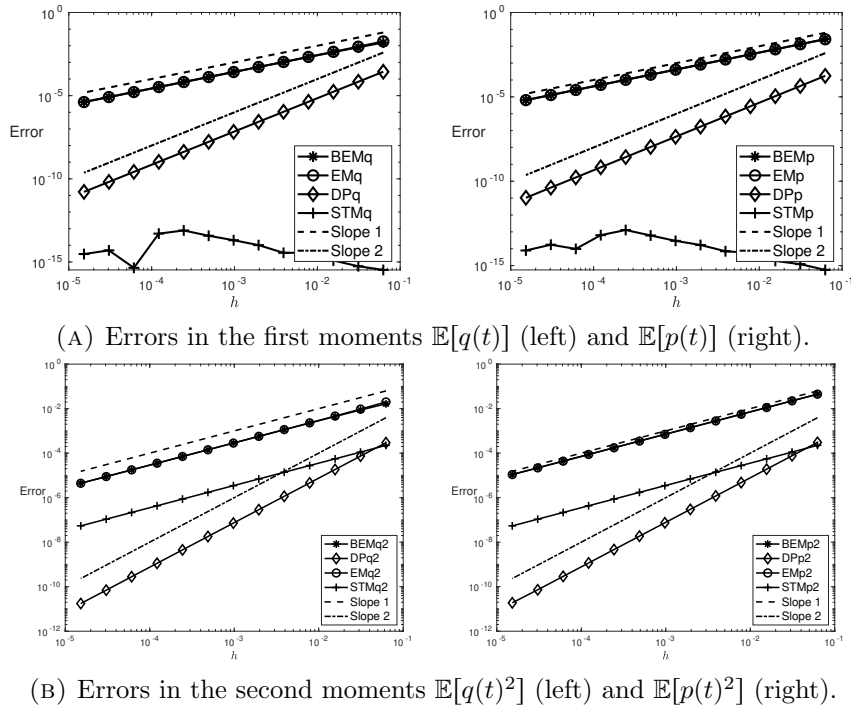 10^0
10^-5
Error
10^-10
10^-15
BEMq
EMq
DPq
STMq
Slope 1
Slope 2
10^-5 10^-4 10^-3 10^-2 10^-1
h
10^0
10^-5
Error
10^-10
10^-15
BEMp
EMp
DPp
STMp
Slope 1
Slope 2
10^-5 10^-4 10^-3 10^-2 10^-1
h
(A) Errors in the first moments 𝔼[q(t)] (left) and 𝔼[p(t)] (right).
10^0
10^-2
10^-4
Error
10^-6
10^-8
10^-10
10^-12
BEMq2
DPq2
EMq2
STMq2
Slope 1
Slope 2
10^-5 10^-4 10^-3 10^-2 10^-1
h
10^0
10^-2
10^-4
Error
10^-6
10^-8
10^-10
10^-12
BEMp2
DPp2
EMp2
STMp2
Slope 1
Slope 2
10^-5 10^-4 10^-3 10^-2 10^-1
h
(B) Errors in the second moments 𝔼[q(t)^2] (left) and 𝔼[p(t)^2] (right).